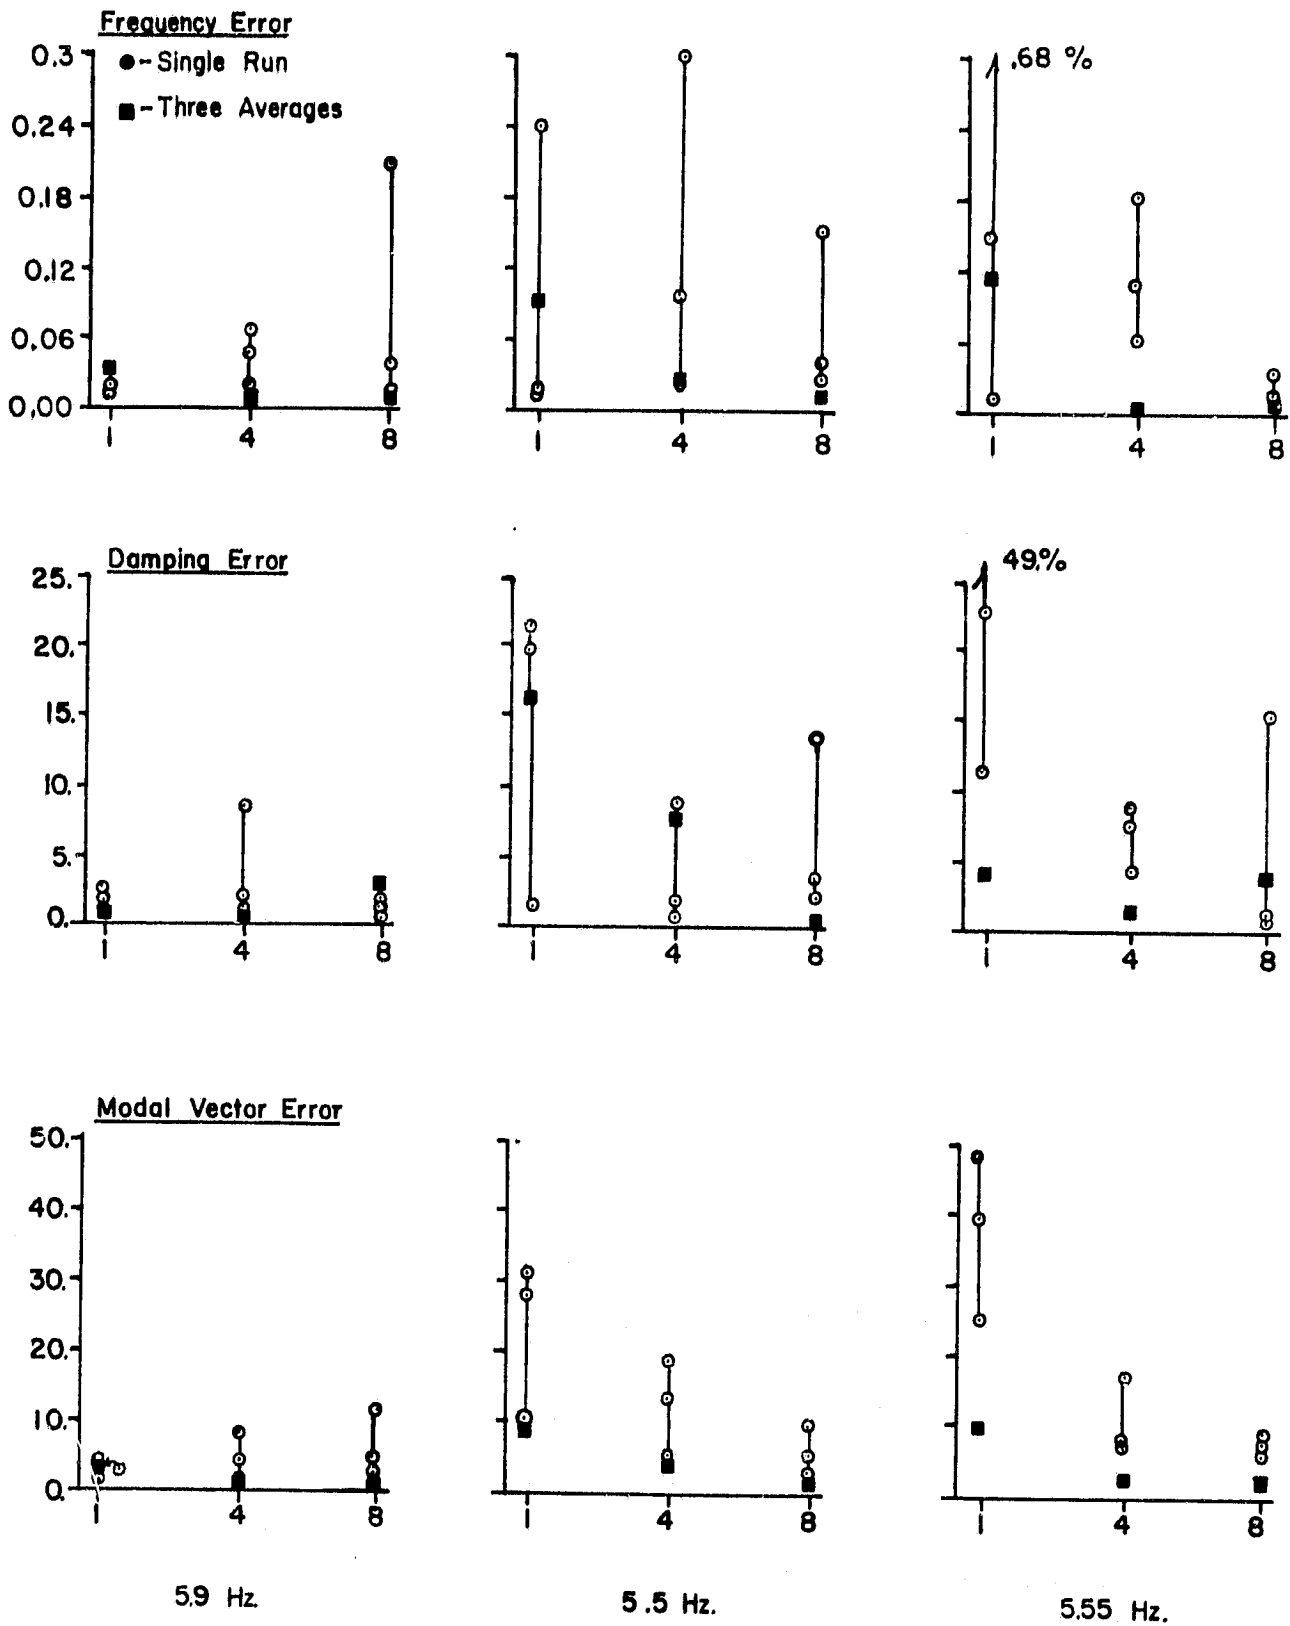 Frequency Error
●-Single Run
■-Three Averages
0.3
0.24
0.18
0.12
0.06
0.00
1 4 8
1 4 8
.68 %
1 4 8
Damping Error
25.
20.
15.
10.
5.
0.
1 4 8
1 4 8
49.%
1 4 8
Modal Vector Error
50.
40.
30.
20.
10.
0.
1 4 8
1 4 8
1 4 8
5.9 Hz.
5.5 Hz.
5.55 Hz.